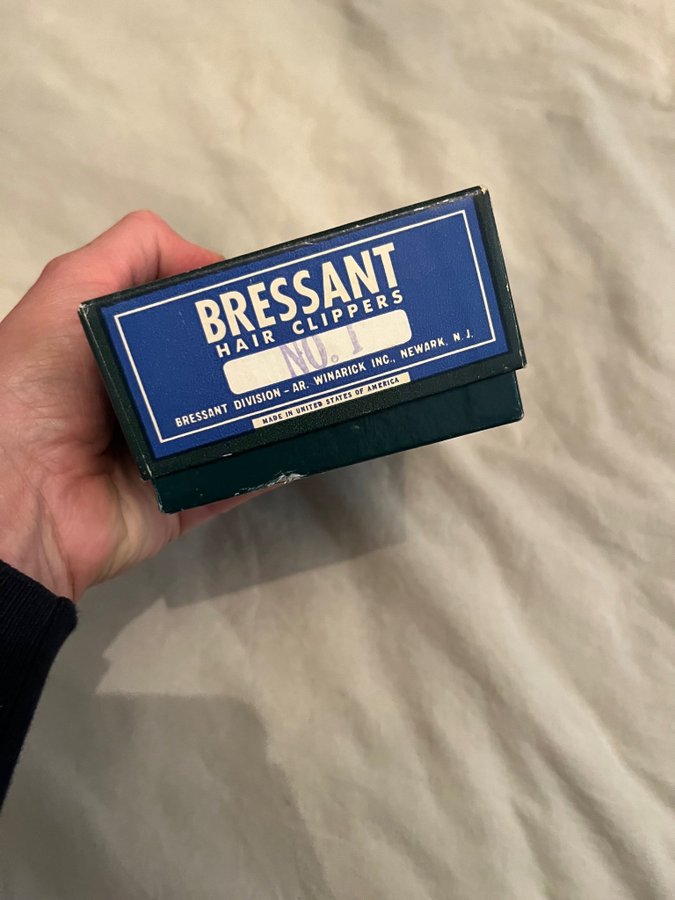 BRESSANT
HAIR CLIPPERS
NO. 1
BRESSANT DIVISION – AR. WINARICK INC., NEWARK, N. J.
MADE IN UNITED STATES OF AMERICA